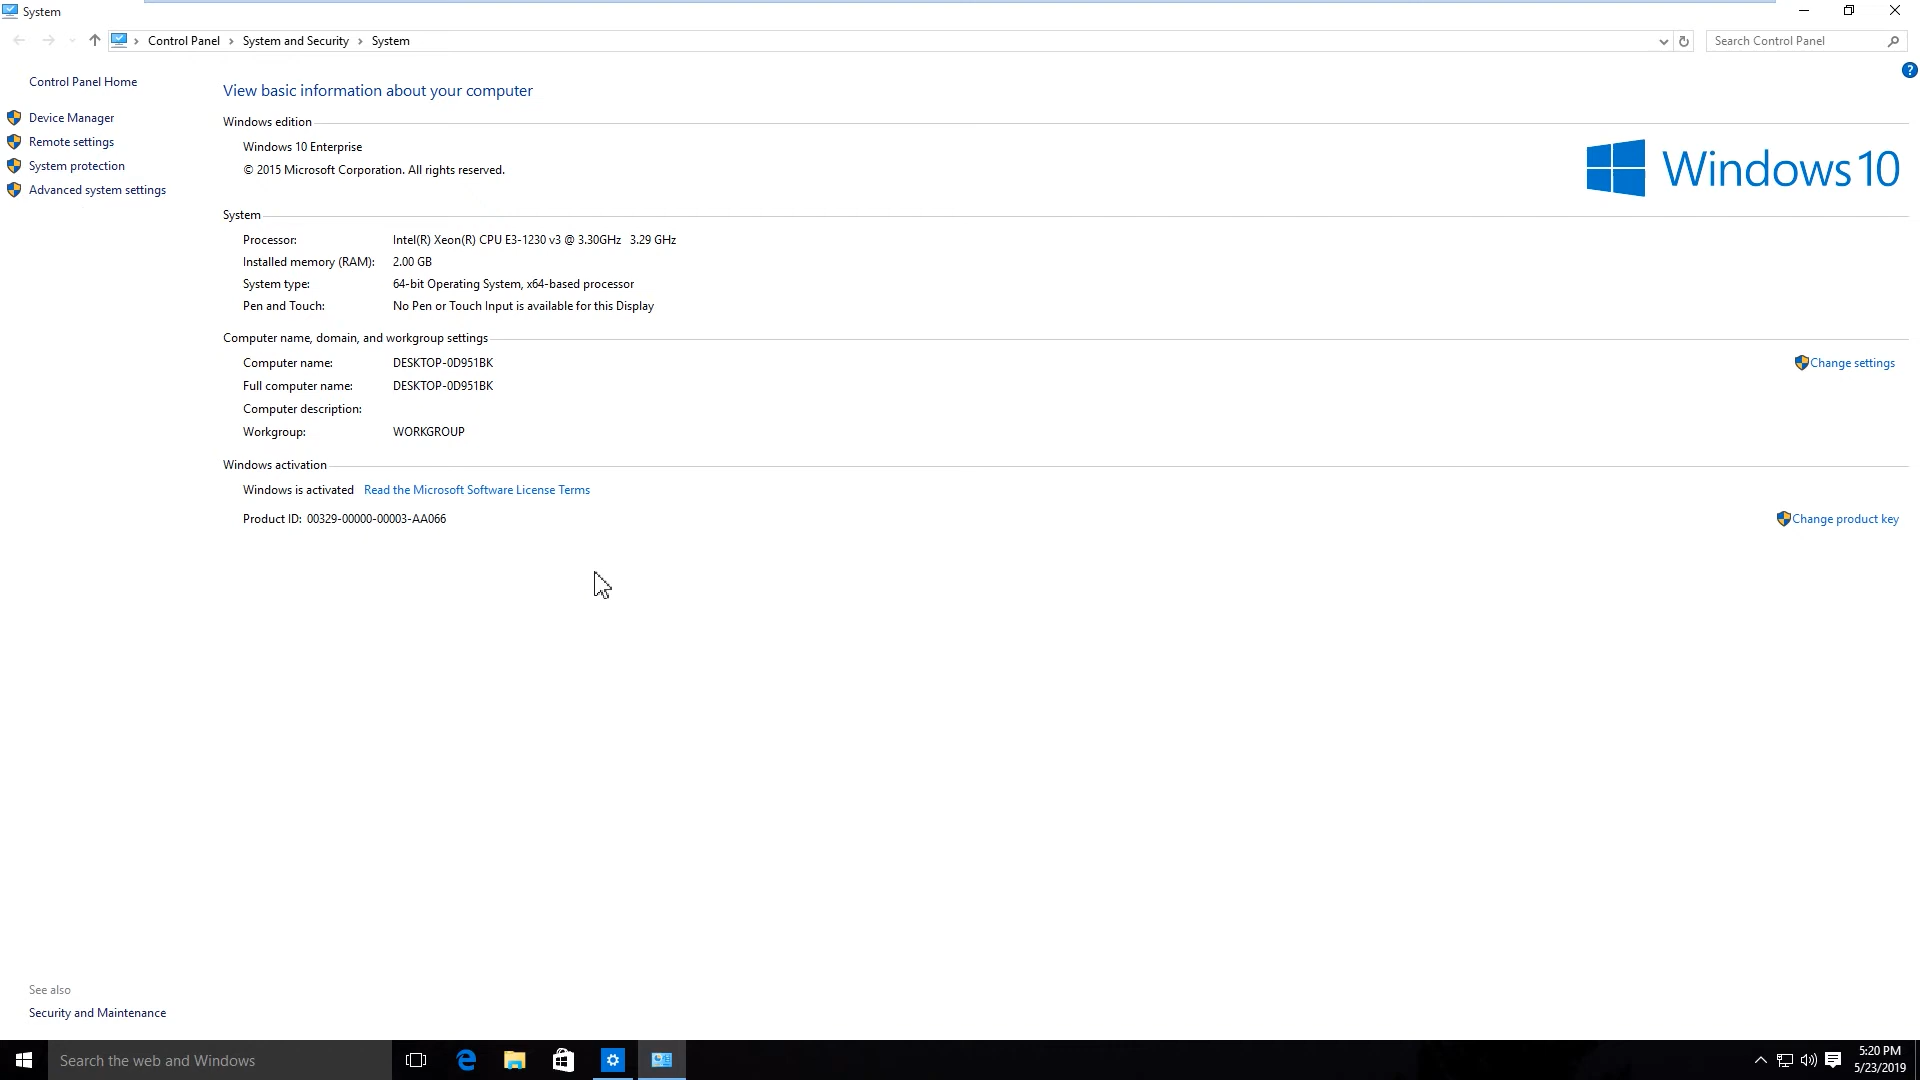 System
Control Panel > System and Security > System
Search Control Panel
?
Control Panel Home
Device Manager
Remote settings
System protection
Advanced system settings
View basic information about your computer
Windows edition
Windows 10 Enterprise
© 2015 Microsoft Corporation. All rights reserved.
Windows 10
System
Processor: Intel(R) Xeon(R) CPU E3-1230 v3 @ 3.30GHz 3.29 GHz
Installed memory (RAM): 2.00 GB
System type: 64-bit Operating System, x64-based processor
Pen and Touch: No Pen or Touch Input is available for this Display
Computer name, domain, and workgroup settings
Computer name: DESKTOP-0D951BK
Change settings
Full computer name: DESKTOP-0D951BK
Computer description:
Workgroup: WORKGROUP
Windows activation
Windows is activated Read the Microsoft Software License Terms
Product ID: 00329-00000-00003-AA066
Change product key
See also
Security and Maintenance
Search the web and Windows
5:20 PM
5/23/2019